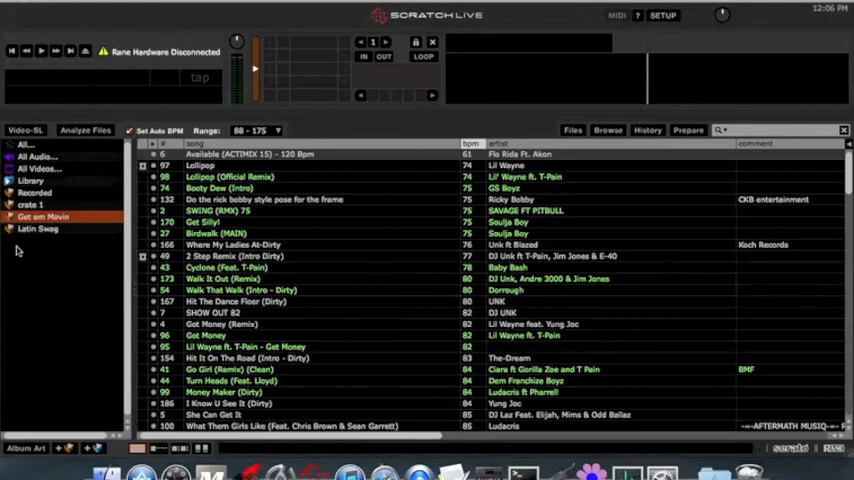 12:06 PM
SCRATCH LIVE
MIDI ? SETUP
Rane Hardware Disconnected
tap
1
IN OUT LOOP
Video-SL Analyze Files Set Auto BPM Range: 88 - 175 Files Browse History Prepare
# song bpm artist comment
All...
All Audio...
All Videos...
Library
Recorded
crate 1
Get em Movin
Latin Swag
6 Available (ACTIMIX 15) - 120 Bpm 61 Flo Rida Ft. Akon
97 Lollipop 74 Lil Wayne
98 Lollipop (Official Remix) 74 Lil' Wayne ft. T-Pain
74 Booty Dew (Intro) 75 GS Boyz
132 Do the rick bobby style pose for the frame 75 Ricky Bobby CKB entertainment
2 SWING (RMX) 75 75 SAVAGE FT PITBULL
170 Get Silly! 75 Soulja Boy
27 Birdwalk (MAIN) 75 Soulja Boy
166 Where My Ladies At-Dirty 76 Unk ft Blazed Koch Records
49 2 Step Remix (Intro Dirty) 77 DJ Unk ft T-Pain, Jim Jones & E-40
43 Cyclone (Feat. T-Pain) 78 Baby Bash
173 Walk It Out (Remix) 80 DJ Unk, Andre 3000 & Jim Jones
54 Walk That Walk (Intro - Dirty) 80 Dorrough
167 Hit The Dance Floor (Dirty) 80 UNK
7 SHOW OUT 82 82 DJ UNK
4 Got Money (Remix) 82 Lil Wayne feat. Yung Joc
96 Got Money 82 Lil Wayne ft. T-Pain
95 Lil Wayne ft. T-Pain - Get Money 82
154 Hit It On The Road (Intro - Dirty) 83 The-Dream
41 Go Girl (Remix) (Clean) 84 Ciara ft Gorilla Zoe and T Pain BMF
44 Turn Heads (Feat. Lloyd) 84 Dem Franchize Boyz
99 Money Maker (Dirty) 84 Ludacris ft Pharrell
186 I Know U See It (Dirty) 84 Yung Joc
5 She Can Get It 85 DJ Laz Feat. Elijah, Mims & Odd Ballaz
100 What Them Girls Like (Feat. Chris Brown & Sean Garrett) 85 Ludacris -=AFTERMATH MUSIQ=-
Album Art
serato RANE